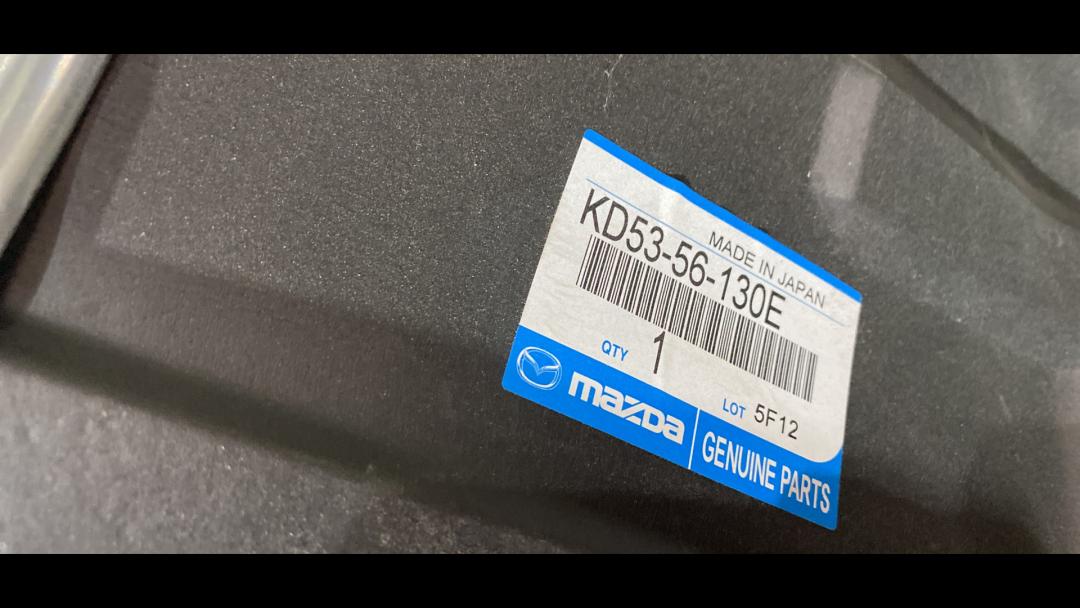 MADE IN JAPAN
KD53-56-130E
QTY 1
LOT 5F12
mazda
GENUINE PARTS